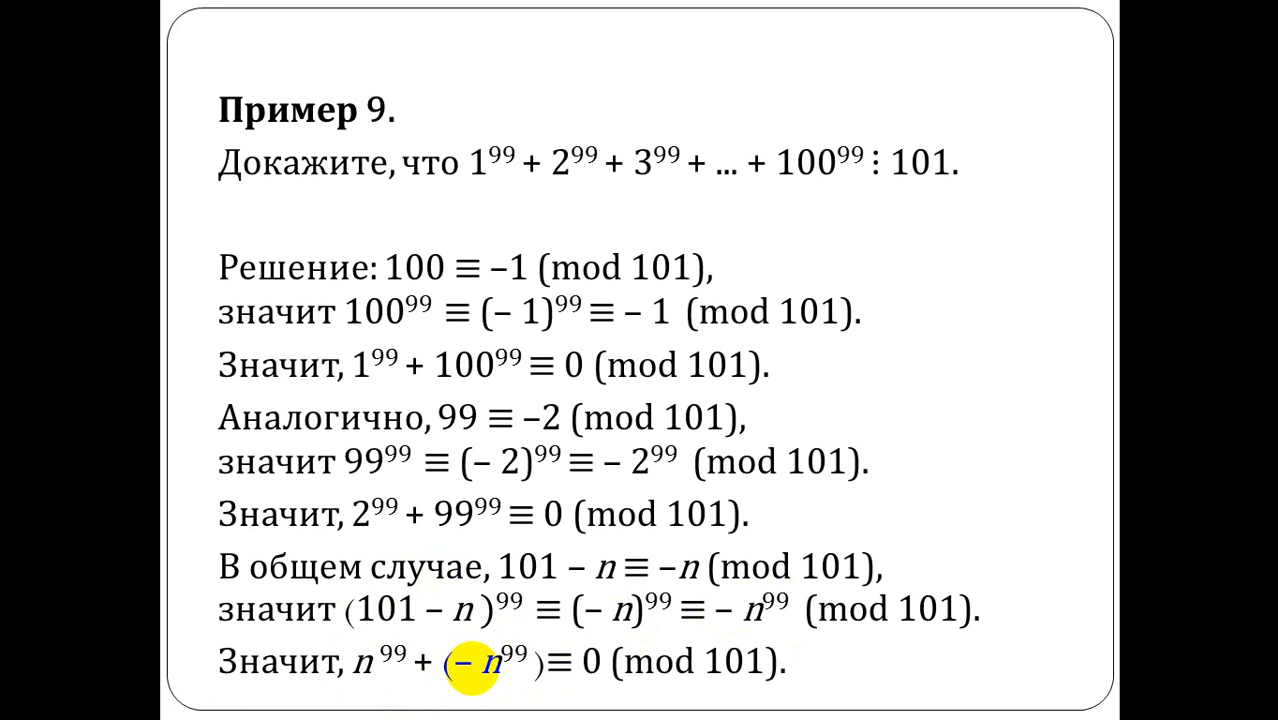 Пример 9.
Докажите, что 1⁹⁹ + 2⁹⁹ + 3⁹⁹ + ... + 100⁹⁹ ⋮ 101.
Решение: 100 ≡ –1 (mod 101),
значит 100⁹⁹ ≡ (– 1)⁹⁹ ≡ – 1 (mod 101).
Значит, 1⁹⁹ + 100⁹⁹ ≡ 0 (mod 101).
Аналогично, 99 ≡ –2 (mod 101),
значит 99⁹⁹ ≡ (– 2)⁹⁹ ≡ – 2⁹⁹ (mod 101).
Значит, 2⁹⁹ + 99⁹⁹ ≡ 0 (mod 101).
В общем случае, 101 – n ≡ –n (mod 101),
значит (101 – n )⁹⁹ ≡ (– n)⁹⁹ ≡ – n⁹⁹ (mod 101).
Значит, n ⁹⁹ + (– n⁹⁹ )≡ 0 (mod 101).